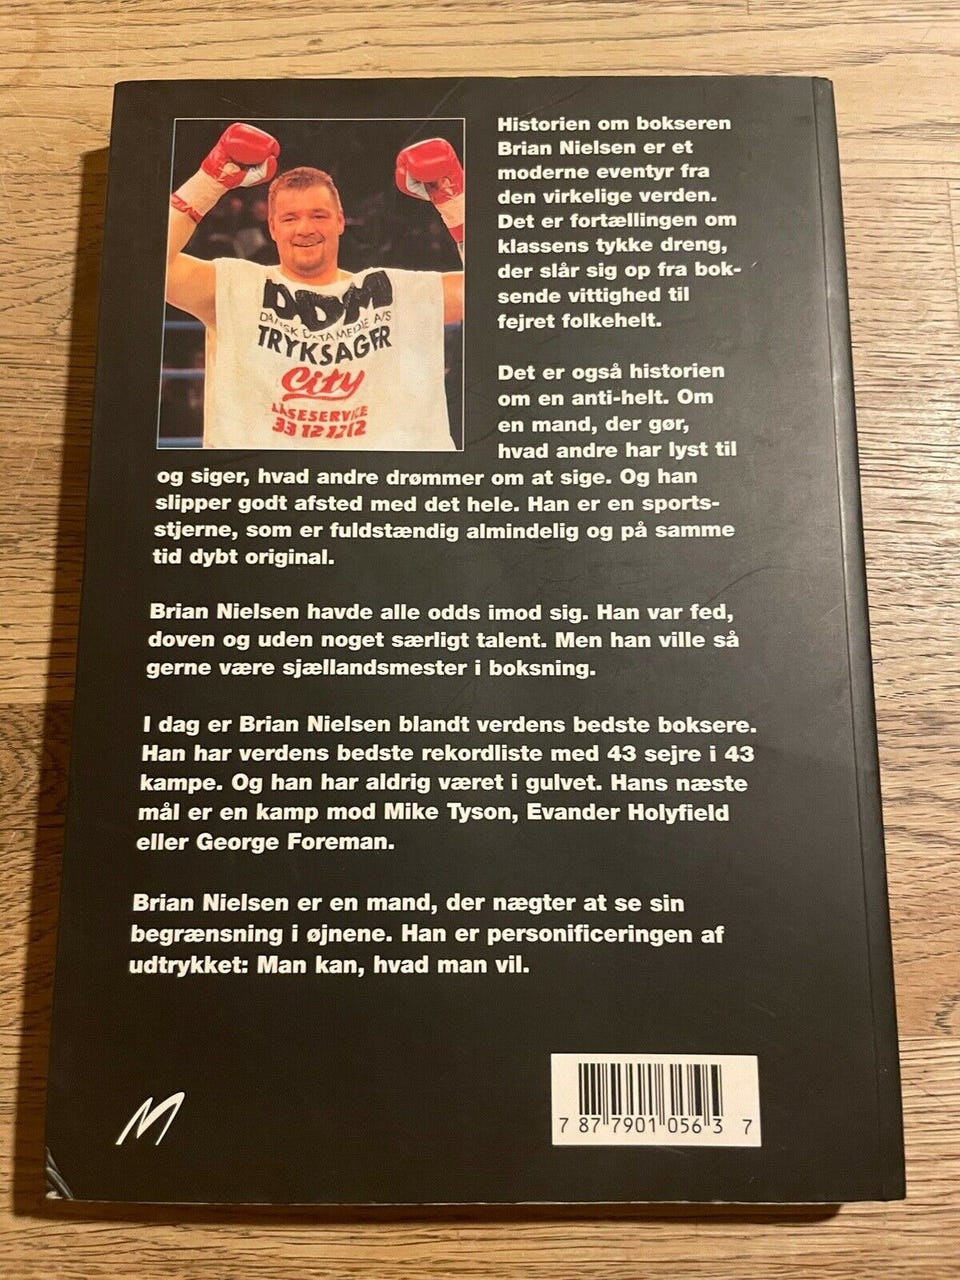 Historien om bokseren
Brian Nielsen er et
moderne eventyr fra
den virkelige verden.
Det er fortællingen om
klassens tykke dreng,
der slår sig op fra bok-
sende vittighed til
fejret folkehelt.
Det er også historien
om en anti-helt. Om
en mand, der gør,
hvad andre har lyst til
og siger, hvad andre drømmer om at sige. Og han
slipper godt afsted med det hele. Han er en sports-
stjerne, som er fuldstændig almindelig og på samme
tid dybt original.
Brian Nielsen havde alle odds imod sig. Han var fed,
doven og uden noget særligt talent. Men han ville så
gerne være sjællandsmester i boksning.
I dag er Brian Nielsen blandt verdens bedste boksere.
Han har verdens bedste rekordliste med 43 sejre i 43
kampe. Og han har aldrig været i gulvet. Hans næste
mål er en kamp mod Mike Tyson, Evander Holyfield
eller George Foreman.
Brian Nielsen er en mand, der nægter at se sin
begrænsning i øjnene. Han er personificeringen af
udtrykket: Man kan, hvad man vil.
DDM
DANSK DATAMEDIE A/S
TRYKSAGER
City
LÅSESERVICE
33 12 12 12
M
7 877901 0563 7